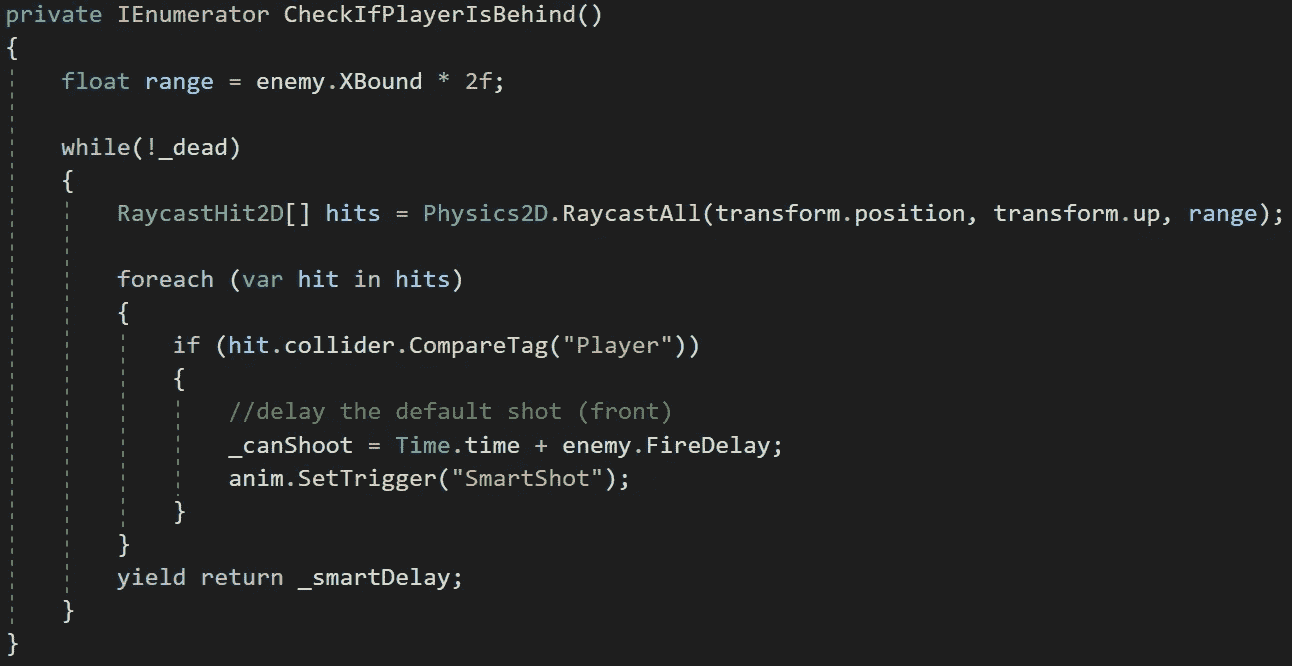 private IEnumerator CheckIfPlayerIsBehind()
{
    float range = enemy.XBound * 2f;

    while(!_dead)
    {
        RaycastHit2D[] hits = Physics2D.RaycastAll(transform.position, transform.up, range);

        foreach (var hit in hits)
        {
            if (hit.collider.CompareTag("Player"))
            {
                //delay the default shot (front)
                _canShoot = Time.time + enemy.FireDelay;
                anim.SetTrigger("SmartShot");
            }
        }
        yield return _smartDelay;
    }
}